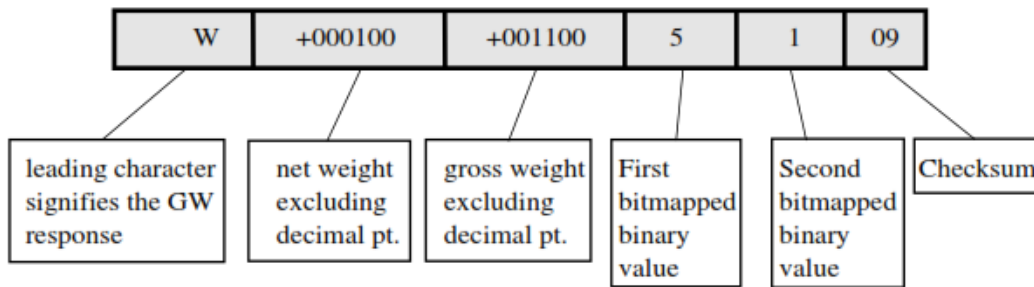 W +000100 +001100 5 1 09
leading character
signifies the GW
response
net weight
excluding
decimal pt.
gross weight
excluding
decimal pt.
First
bitmapped
binary
value
Second
bitmapped
binary
value
Checksum